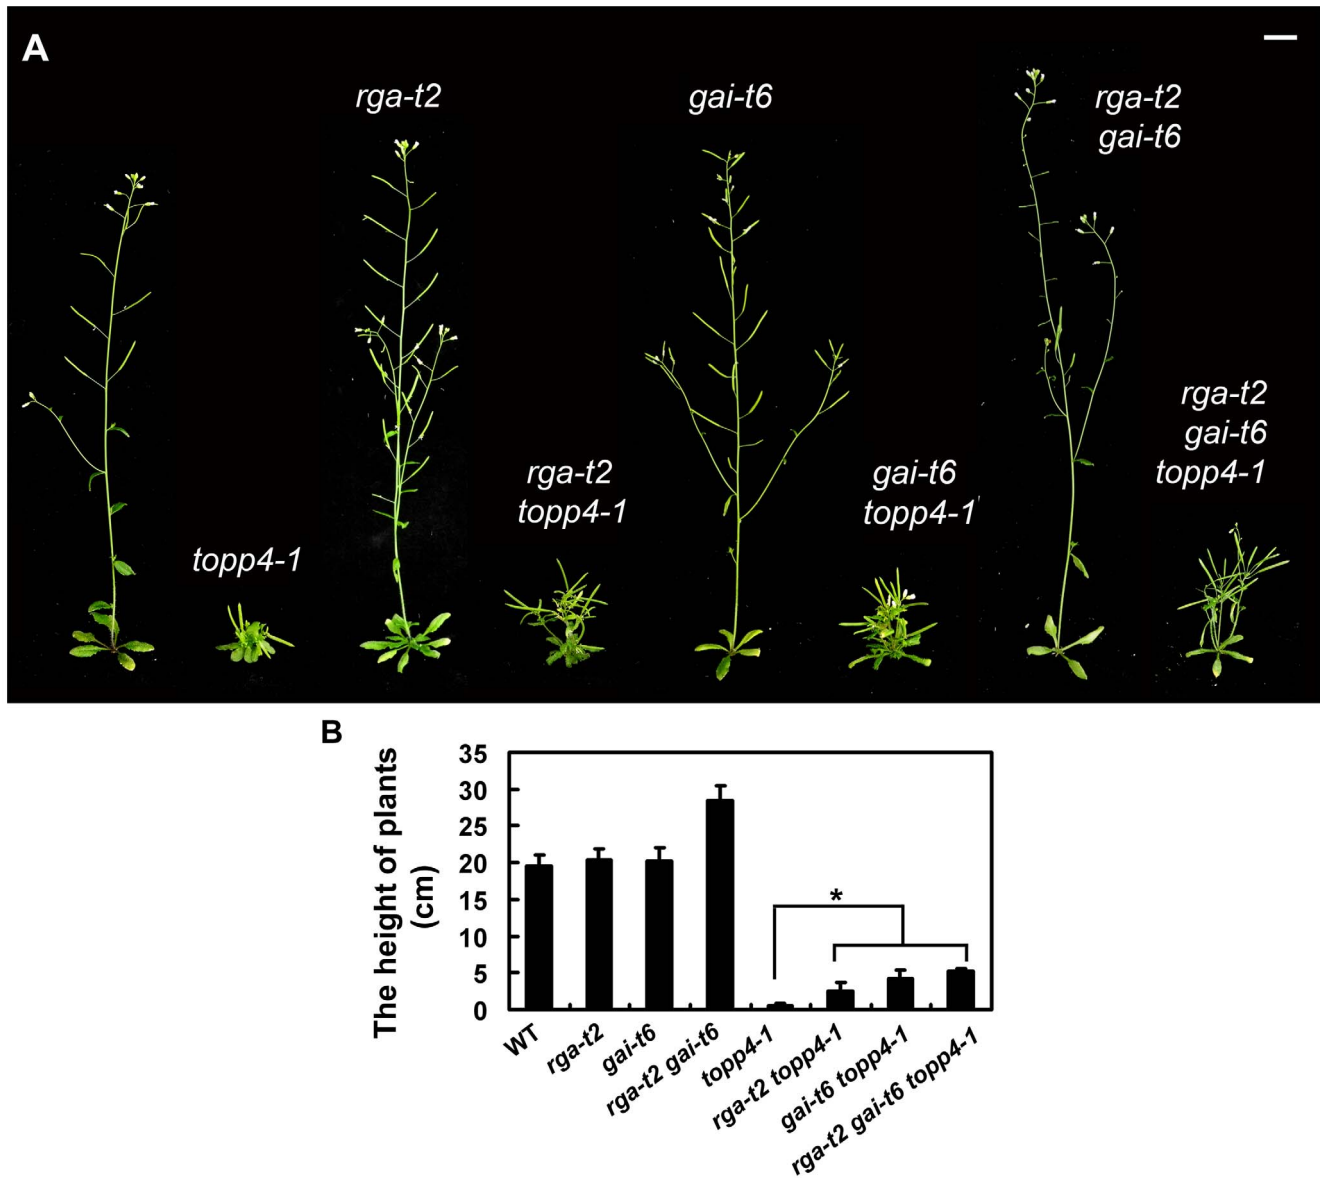 A
rga-t2
gai-t6
rga-t2
gai-t6
rga-t2
gai-t6
topp4-1
rga-t2
topp4-1
gai-t6
topp4-1
topp4-1
B
The height of plants
(cm)
35
30
25
20
15
10
5
0
*
WT
rga-t2
gai-t6
rga-t2 gai-t6
topp4-1
rga-t2 topp4-1
gai-t6 topp4-1
rga-t2 gai-t6 topp4-1